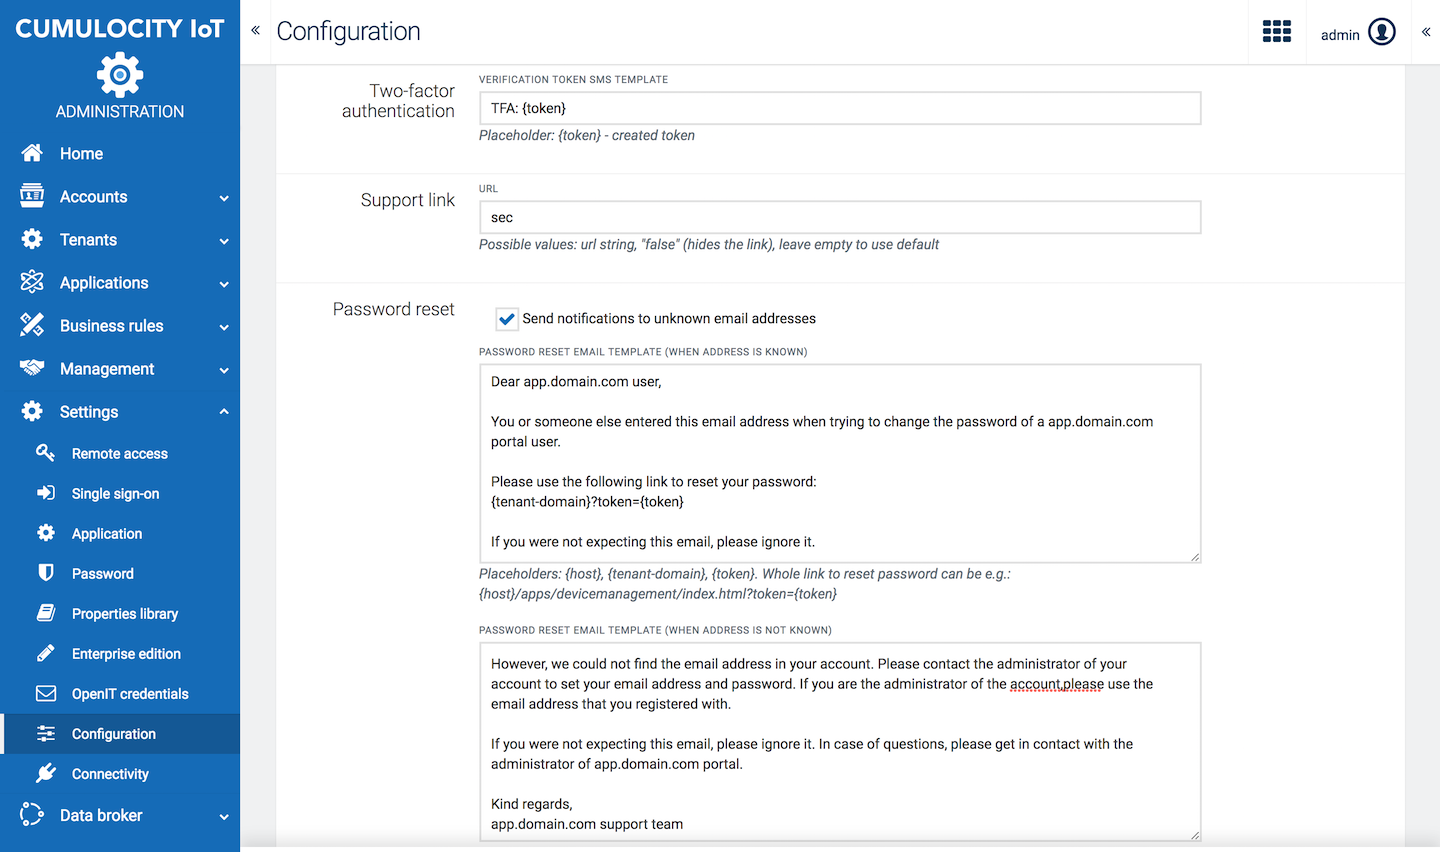 CUMULOCITY IoT
ADMINISTRATION
Home
Accounts
Tenants
Applications
Business rules
Management
Settings
Remote access
Single sign-on
Application
Password
Properties library
Enterprise edition
OpenIT credentials
Configuration
Connectivity
Data broker
«
Configuration
admin
«
Two-factor
authentication
VERIFICATION TOKEN SMS TEMPLATE
TFA: {token}
Placeholder: {token} - created token
Support link
URL
sec
Possible values: url string, "false" (hides the link), leave empty to use default
Password reset
Send notifications to unknown email addresses
PASSWORD RESET EMAIL TEMPLATE (WHEN ADDRESS IS KNOWN)
Dear app.domain.com user,
You or someone else entered this email address when trying to change the password of a app.domain.com
portal user.
Please use the following link to reset your password:
{tenant-domain}?token={token}
If you were not expecting this email, please ignore it.
Placeholders: {host}, {tenant-domain}, {token}. Whole link to reset password can be e.g.:
{host}/apps/devicemanagement/index.html?token={token}
PASSWORD RESET EMAIL TEMPLATE (WHEN ADDRESS IS NOT KNOWN)
However, we could not find the email address in your account. Please contact the administrator of your
account to set your email address and password. If you are the administrator of the account,please use the
email address that you registered with.
If you were not expecting this email, please ignore it. In case of questions, please get in contact with the
administrator of app.domain.com portal.
Kind regards,
app.domain.com support team